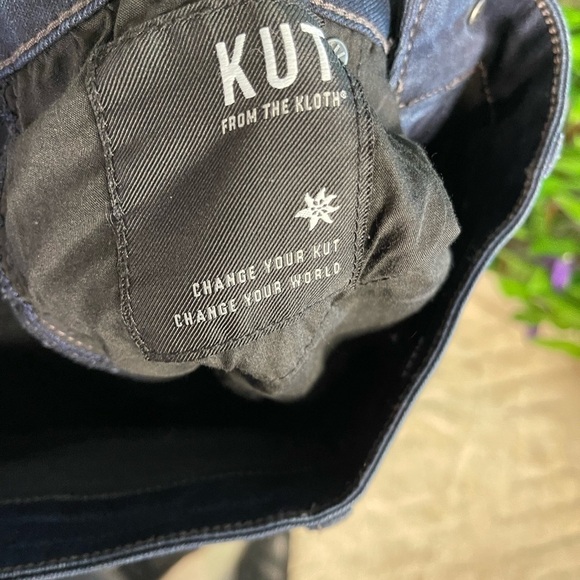 KUT
FROM THE KLOTH®
CHANGE YOUR KUT
CHANGE YOUR WORLD